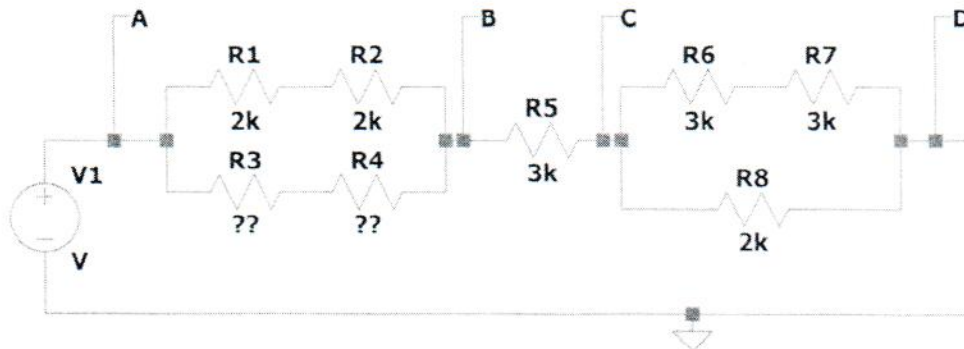 A B C D
R1 R2 R6 R7
2k 2k R5 3k 3k
3k
R3 R4 R8
V1
?? ?? 2k
V